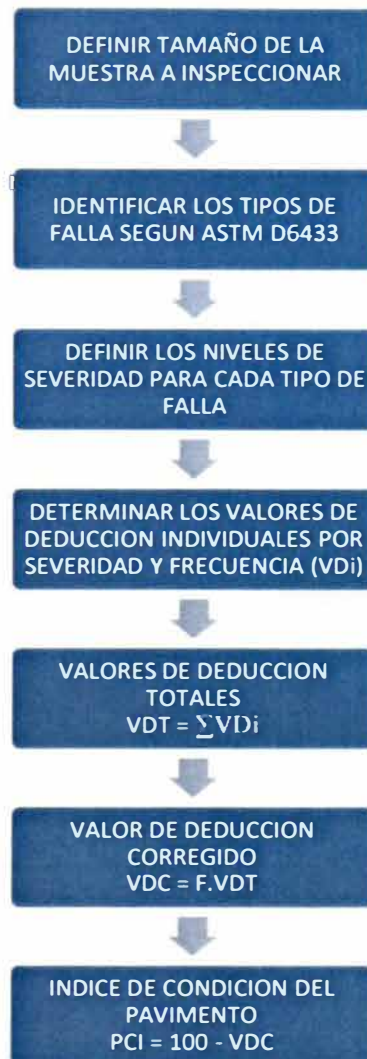 DEFINIR TAMAÑO DE LA
MUESTRA A INSPECCIONAR
IDENTIFICAR LOS TIPOS DE
FALLA SEGUN ASTM D6433
DEFINIR LOS NIVELES DE
SEVERIDAD PARA CADA TIPO DE
FALLA
DETERMINAR LOS VALORES DE
DEDUCCION INDIVIDUALES POR
SEVERIDAD Y FRECUENCIA (VDi)
VALORES DE DEDUCCION
TOTALES
VDT = ∑VDi
VALOR DE DEDUCCION
CORREGIDO
VDC = F.VDT
INDICE DE CONDICION DEL
PAVIMENTO
PCI = 100 - VDC